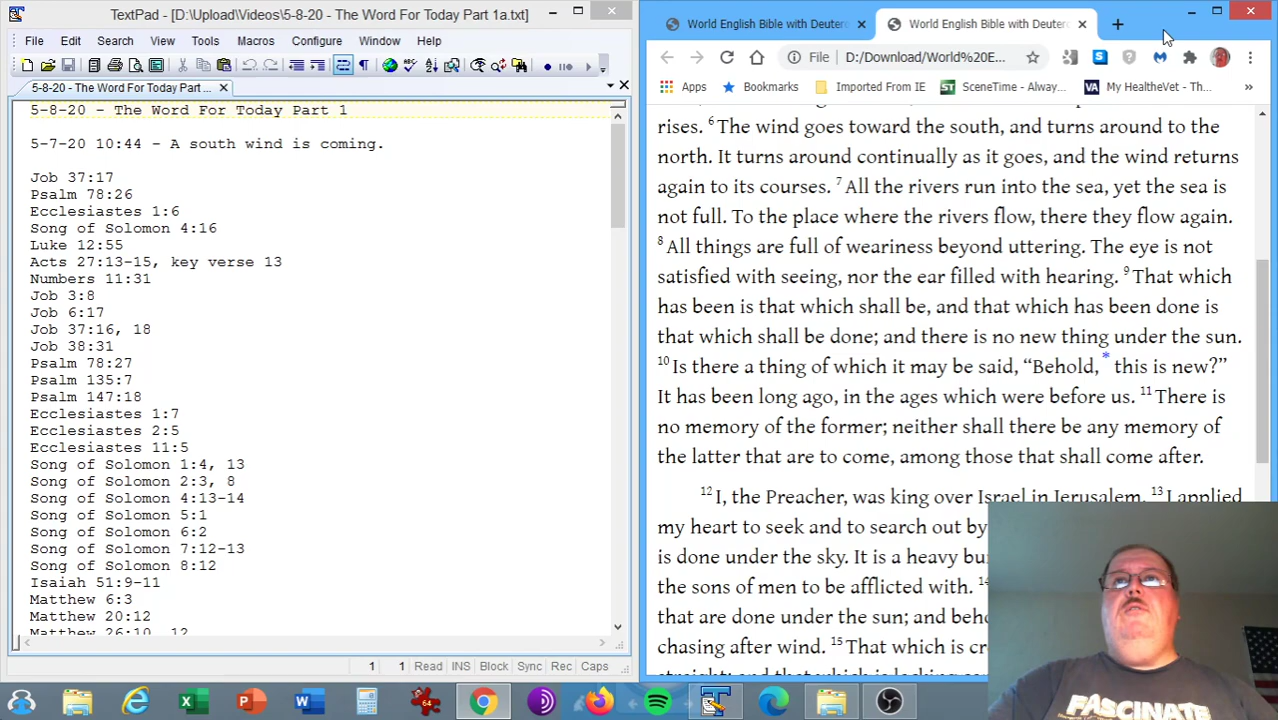 TextPad - [D:\Upload\Videos\5-8-20 - The Word For Today Part 1a.txt]
File Edit Search View Tools Macros Configure Window Help
5-8-20 - The Word For Today Part ...
5-8-20 - The Word For Today Part 1
5-7-20 10:44 - A south wind is coming.
Job 37:17
Psalm 78:26
Ecclesiastes 1:6
Song of Solomon 4:16
Luke 12:55
Acts 27:13-15, key verse 13
Numbers 11:31
Job 3:8
Job 6:17
Job 37:16, 18
Job 38:31
Psalm 78:27
Psalm 135:7
Psalm 147:18
Ecclesiastes 1:7
Ecclesiastes 2:5
Ecclesiastes 11:5
Song of Solomon 1:4, 13
Song of Solomon 2:3, 8
Song of Solomon 4:13-14
Song of Solomon 5:1
Song of Solomon 6:2
Song of Solomon 7:12-13
Song of Solomon 8:12
Isaiah 51:9-11
Matthew 6:3
Matthew 20:12
Matthew 26:10, 12
1 1 Read INS Block Sync Rec Caps
World English Bible with Deutero World English Bible with Deutero
File D:/Download/World%20E...
Apps Bookmarks Imported From IE ST SceneTime - Alway... VA My HealtheVet - Th... »
rises. 6 The wind goes toward the south, and turns around to the
north. It turns around continually as it goes, and the wind returns
again to its courses. 7 All the rivers run into the sea, yet the sea is
not full. To the place where the rivers flow, there they flow again.
8 All things are full of weariness beyond uttering. The eye is not
satisfied with seeing, nor the ear filled with hearing. 9 That which
has been is that which shall be, and that which has been done is
that which shall be done; and there is no new thing under the sun.
10 Is there a thing of which it may be said, “Behold,* this is new?”
It has been long ago, in the ages which were before us. 11 There is
no memory of the former; neither shall there be any memory of
the latter that are to come, among those that shall come after.
12 I, the Preacher, was king over Israel in Jerusalem. 13 I applied
my heart to seek and to search out by
is done under the sky. It is a heavy
the sons of men to be afflicted with. 14
that are done under the sun; and
chasing after wind. 15 That which is
64
FASCINATE